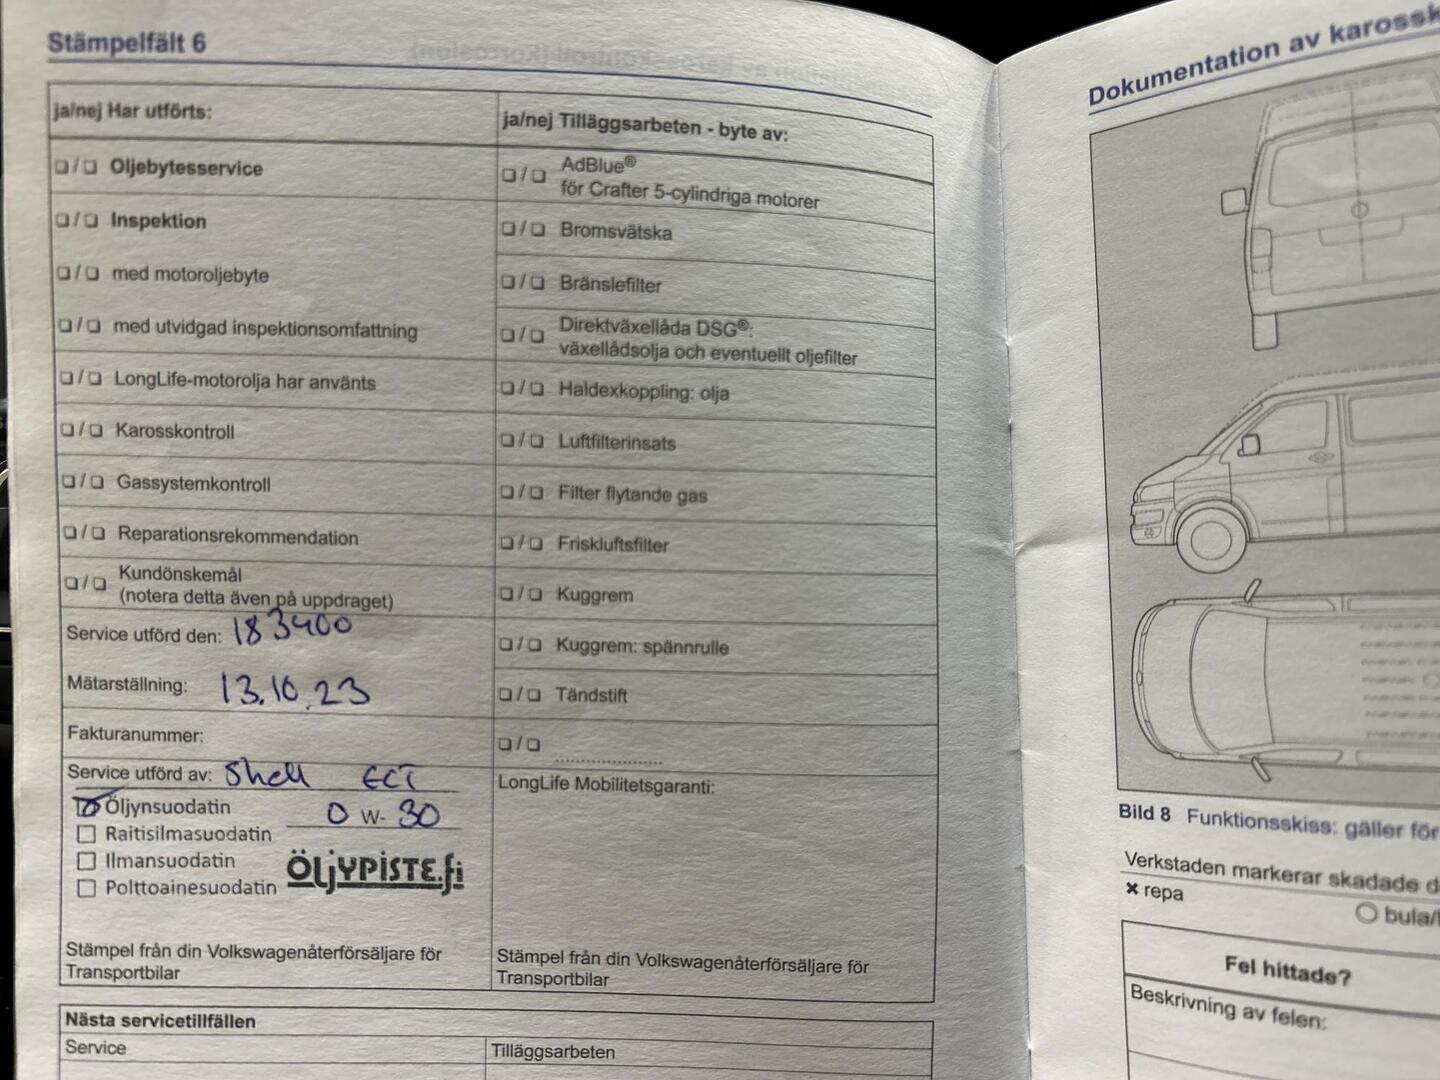 Stämpelfält 6
ja/nej Har utförts:
❏ / ❏ Oljebytesservice
❏ / ❏ Inspektion
❏ / ❏ med motoroljebyte
❏ / ❏ med utvidgad inspektionsomfattning
❏ / ❏ LongLife-motorolja har använts
❏ / ❏ Karosskontroll
❏ / ❏ Gassystemkontroll
❏ / ❏ Reparationsrekommendation
❏ / ❏ Kundönskemål
(notera detta även på uppdraget)
Service utförd den: 183400
Mätarställning: 13.10.23
Fakturanummer:
Service utförd av: Shell ECT
Öljynsuodatin 0 W- 30
Raitisilmasuodatin
Ilmansuodatin
Polttoainesuodatin
ÖLJYPISTE.fi
Stämpel från din Volkswagenåterförsäljare för
Transportbilar
ja/nej Tilläggsarbeten - byte av:
❏ / ❏ AdBlue®
för Crafter 5-cylindriga motorer
❏ / ❏ Bromsvätska
❏ / ❏ Bränslefilter
❏ / ❏ Direktväxellåda DSG®:
växellådsolja och eventuellt oljefilter
❏ / ❏ Haldexkoppling: olja
❏ / ❏ Luftfilterinsats
❏ / ❏ Filter flytande gas
❏ / ❏ Friskluftsfilter
❏ / ❏ Kuggrem
❏ / ❏ Kuggrem: spännrulle
❏ / ❏ Tändstift
❏ / ❏ ....................
LongLife Mobilitetsgaranti:
Stämpel från din Volkswagenåterförsäljare för
Transportbilar
Nästa servicetillfällen
Service
Tilläggsarbeten
Dokumentation av karossk
Bild 8 Funktionsskiss: gäller för
Verkstaden markerar skadade d
✖ repa
○ bula/
Fel hittade?
Beskrivning av felen: